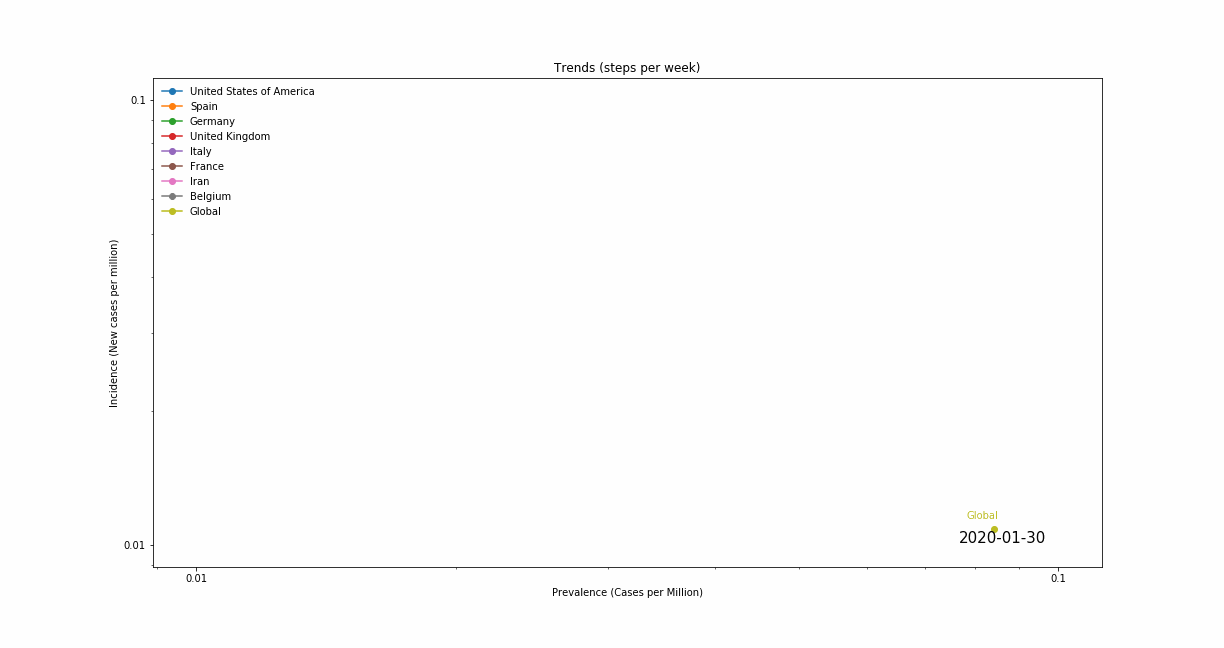 Trends (steps per week)
United States of America
Spain
Germany
United Kingdom
Italy
France
Iran
Belgium
Global
0.1
Incidence (New cases per million)
0.01
Global
2020-01-30
0.01
0.1
Prevalence (Cases per Million)